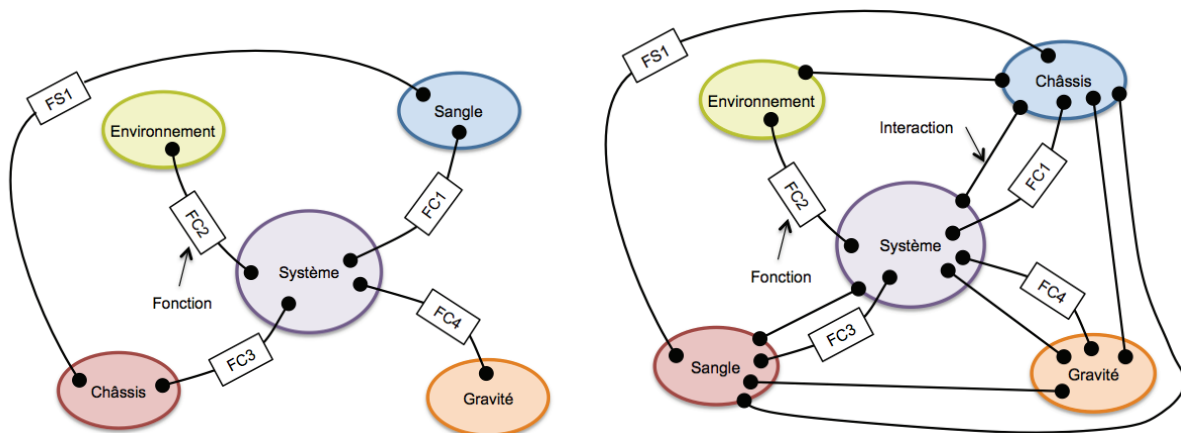 FS1
Environnement
Sangle
FC2
FC1
Système
Fonction
FC4
FC3
Châssis
Gravité
FS1
Environnement
Châssis
Interaction
FC1
FC2
Système
Fonction
FC4
FC3
Sangle
Gravité